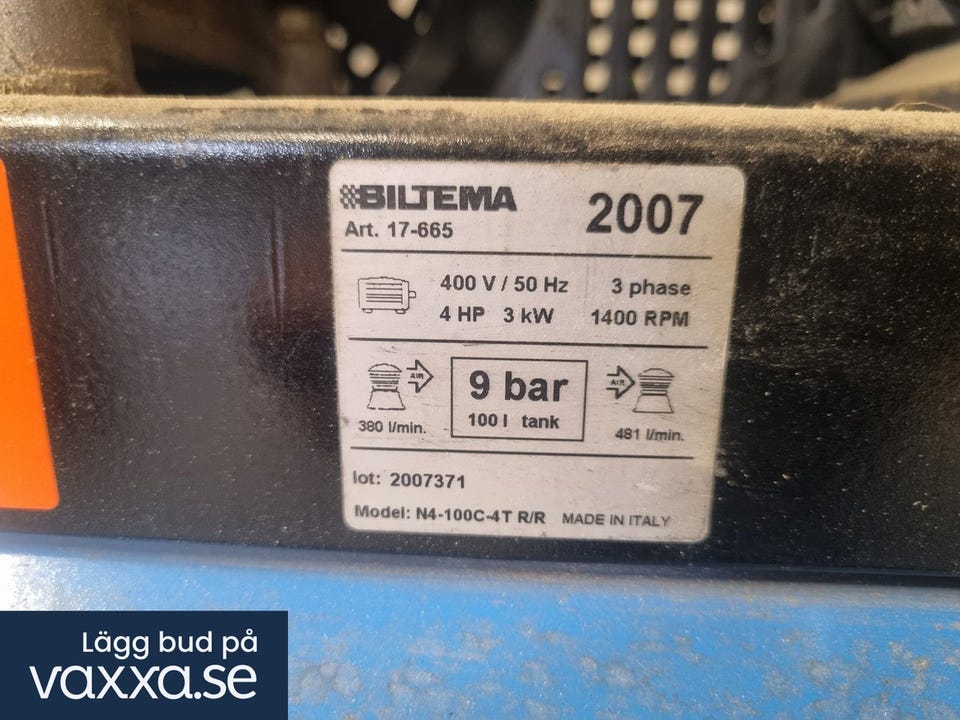 BILTEMA 2007
Art. 17-665
400 V / 50 Hz 3 phase
4 HP 3 kW 1400 RPM
AIR 9 bar AIR
380 l/min. 100 l tank 481 l/min.
lot: 2007371
Model: N4-100C-4T R/R MADE IN ITALY
Lägg bud på
vaxxa.se